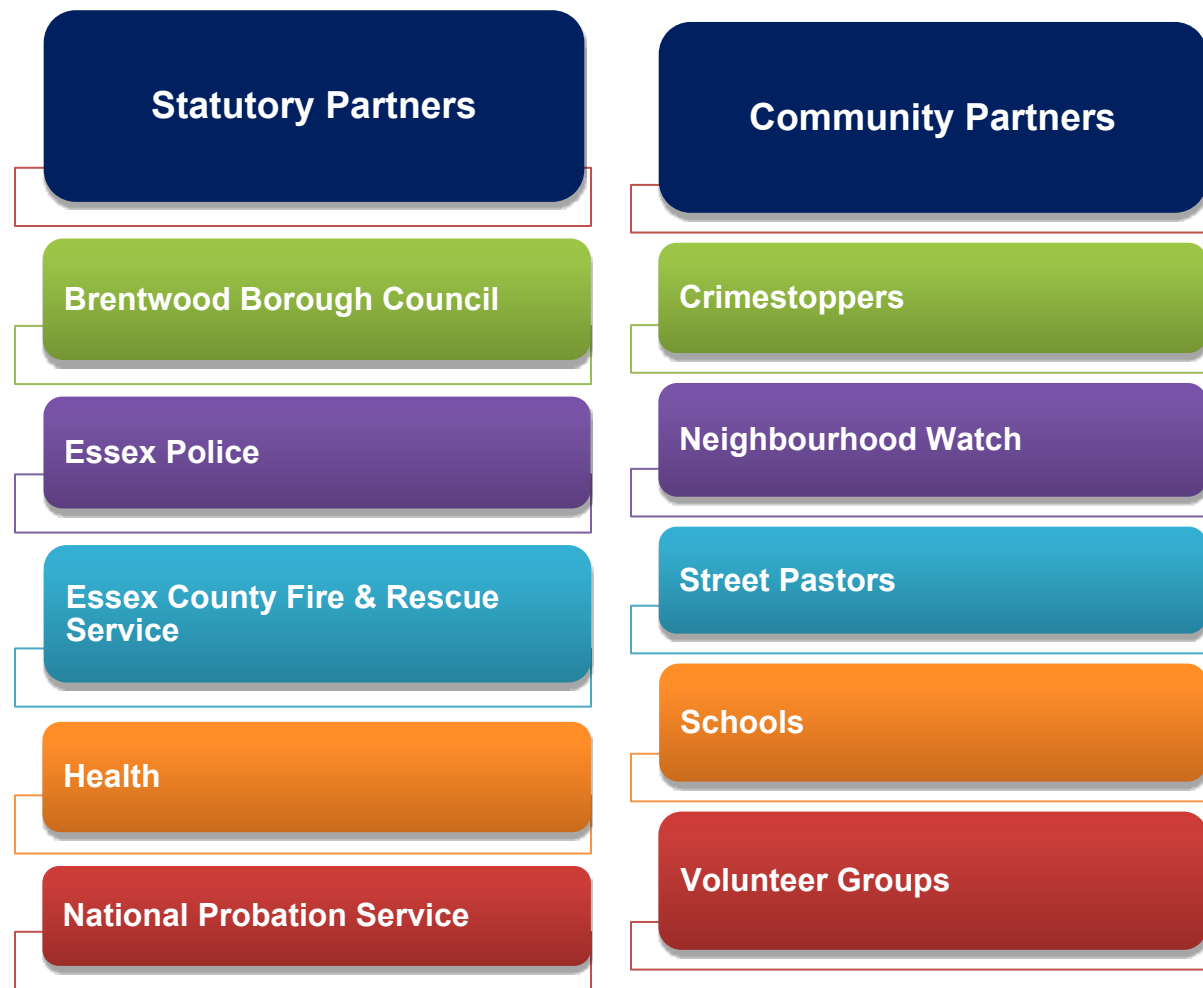 Statutory Partners
Brentwood Borough Council
Essex Police
Essex County Fire & Rescue
Service
Health
National Probation Service
Community Partners
Crimestoppers
Neighbourhood Watch
Street Pastors
Schools
Volunteer Groups